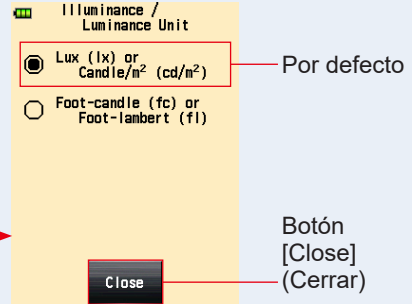 Illuminance /
Luminance Unit
Lux (lx) or
Candle/m² (cd/m²)
Por defecto
Foot-candle (fc) or
Foot-lambert (fl)
Botón
[Close]
(Cerrar)
Close